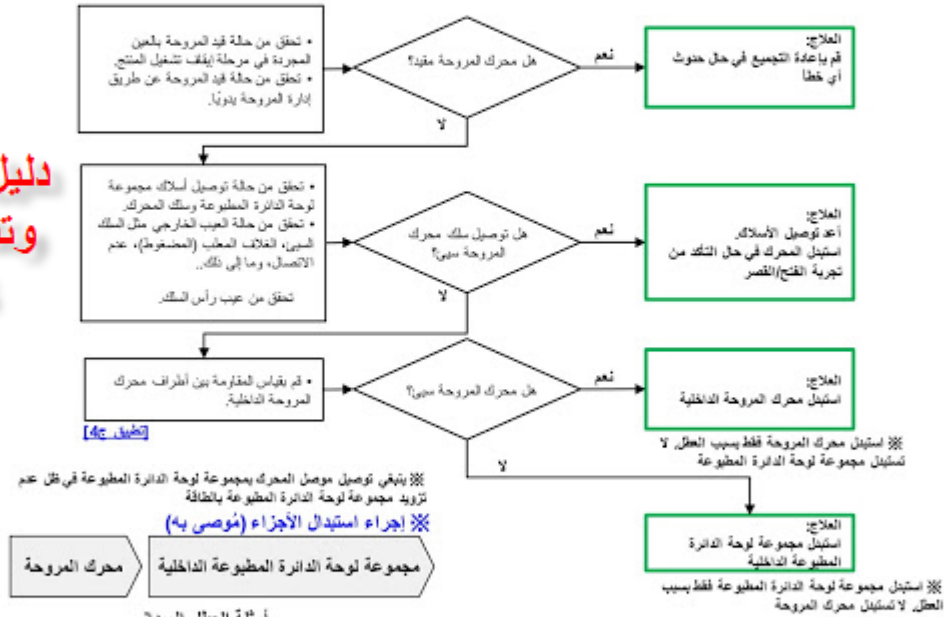 • تحقق من حالة قيد المروحة بالعين
المجردة في مرحلة إيقاف تشغيل المنتج.
• تحقق من حالة قيد المروحة عن طريق
إدارة المروحة يدويًا.
هل محرك المروحة مقيد؟
نعم
العلاج:
قم بإعادة التجميع في حال حدوث
أي خطأ
لا
دليل
وتة
• تحقق من حالة توصيل أسلاك مجموعة
لوحة الدائرة المطبوعة وسلك المحرك.
• تحقق من حالة العيب الخارجي مثل السلك
السيئ، الغلاف المعلب (المضغوط)، عدم
الاتصال، وما إلى ذلك..
تحقق من عيب رأس السلك.
هل توصيل سلك محرك
المروحة سيئ؟
نعم
العلاج:
أعد توصيل الأسلاك.
استبدل المحرك في حال التأكد من
تجربة الفتح/القصر
لا
• قم بقياس المقاومة بين أطراف محرك
المروحة الداخلية.
[تطبيق ج4]
هل محرك المروحة سيئ؟
نعم
العلاج:
استبدل محرك المروحة الداخلية
※ استبدل محرك المروحة فقط بسبب العطل. لا
تستبدل مجموعة لوحة الدائرة المطبوعة
لا
※ ينبغي توصيل موصل المحرك بمجموعة لوحة الدائرة المطبوعة في ظل عدم
تزويد مجموعة لوحة الدائرة المطبوعة بالطاقة
※ إجراء استبدال الأجزاء (مُوصى به)
محرك المروحة
مجموعة لوحة الدائرة المطبوعة الداخلية
العلاج:
استبدل مجموعة لوحة الدائرة
المطبوعة الداخلية
※ استبدل مجموعة لوحة الدائرة المطبوعة فقط بسبب
العطل. لا تستبدل محرك المروحة